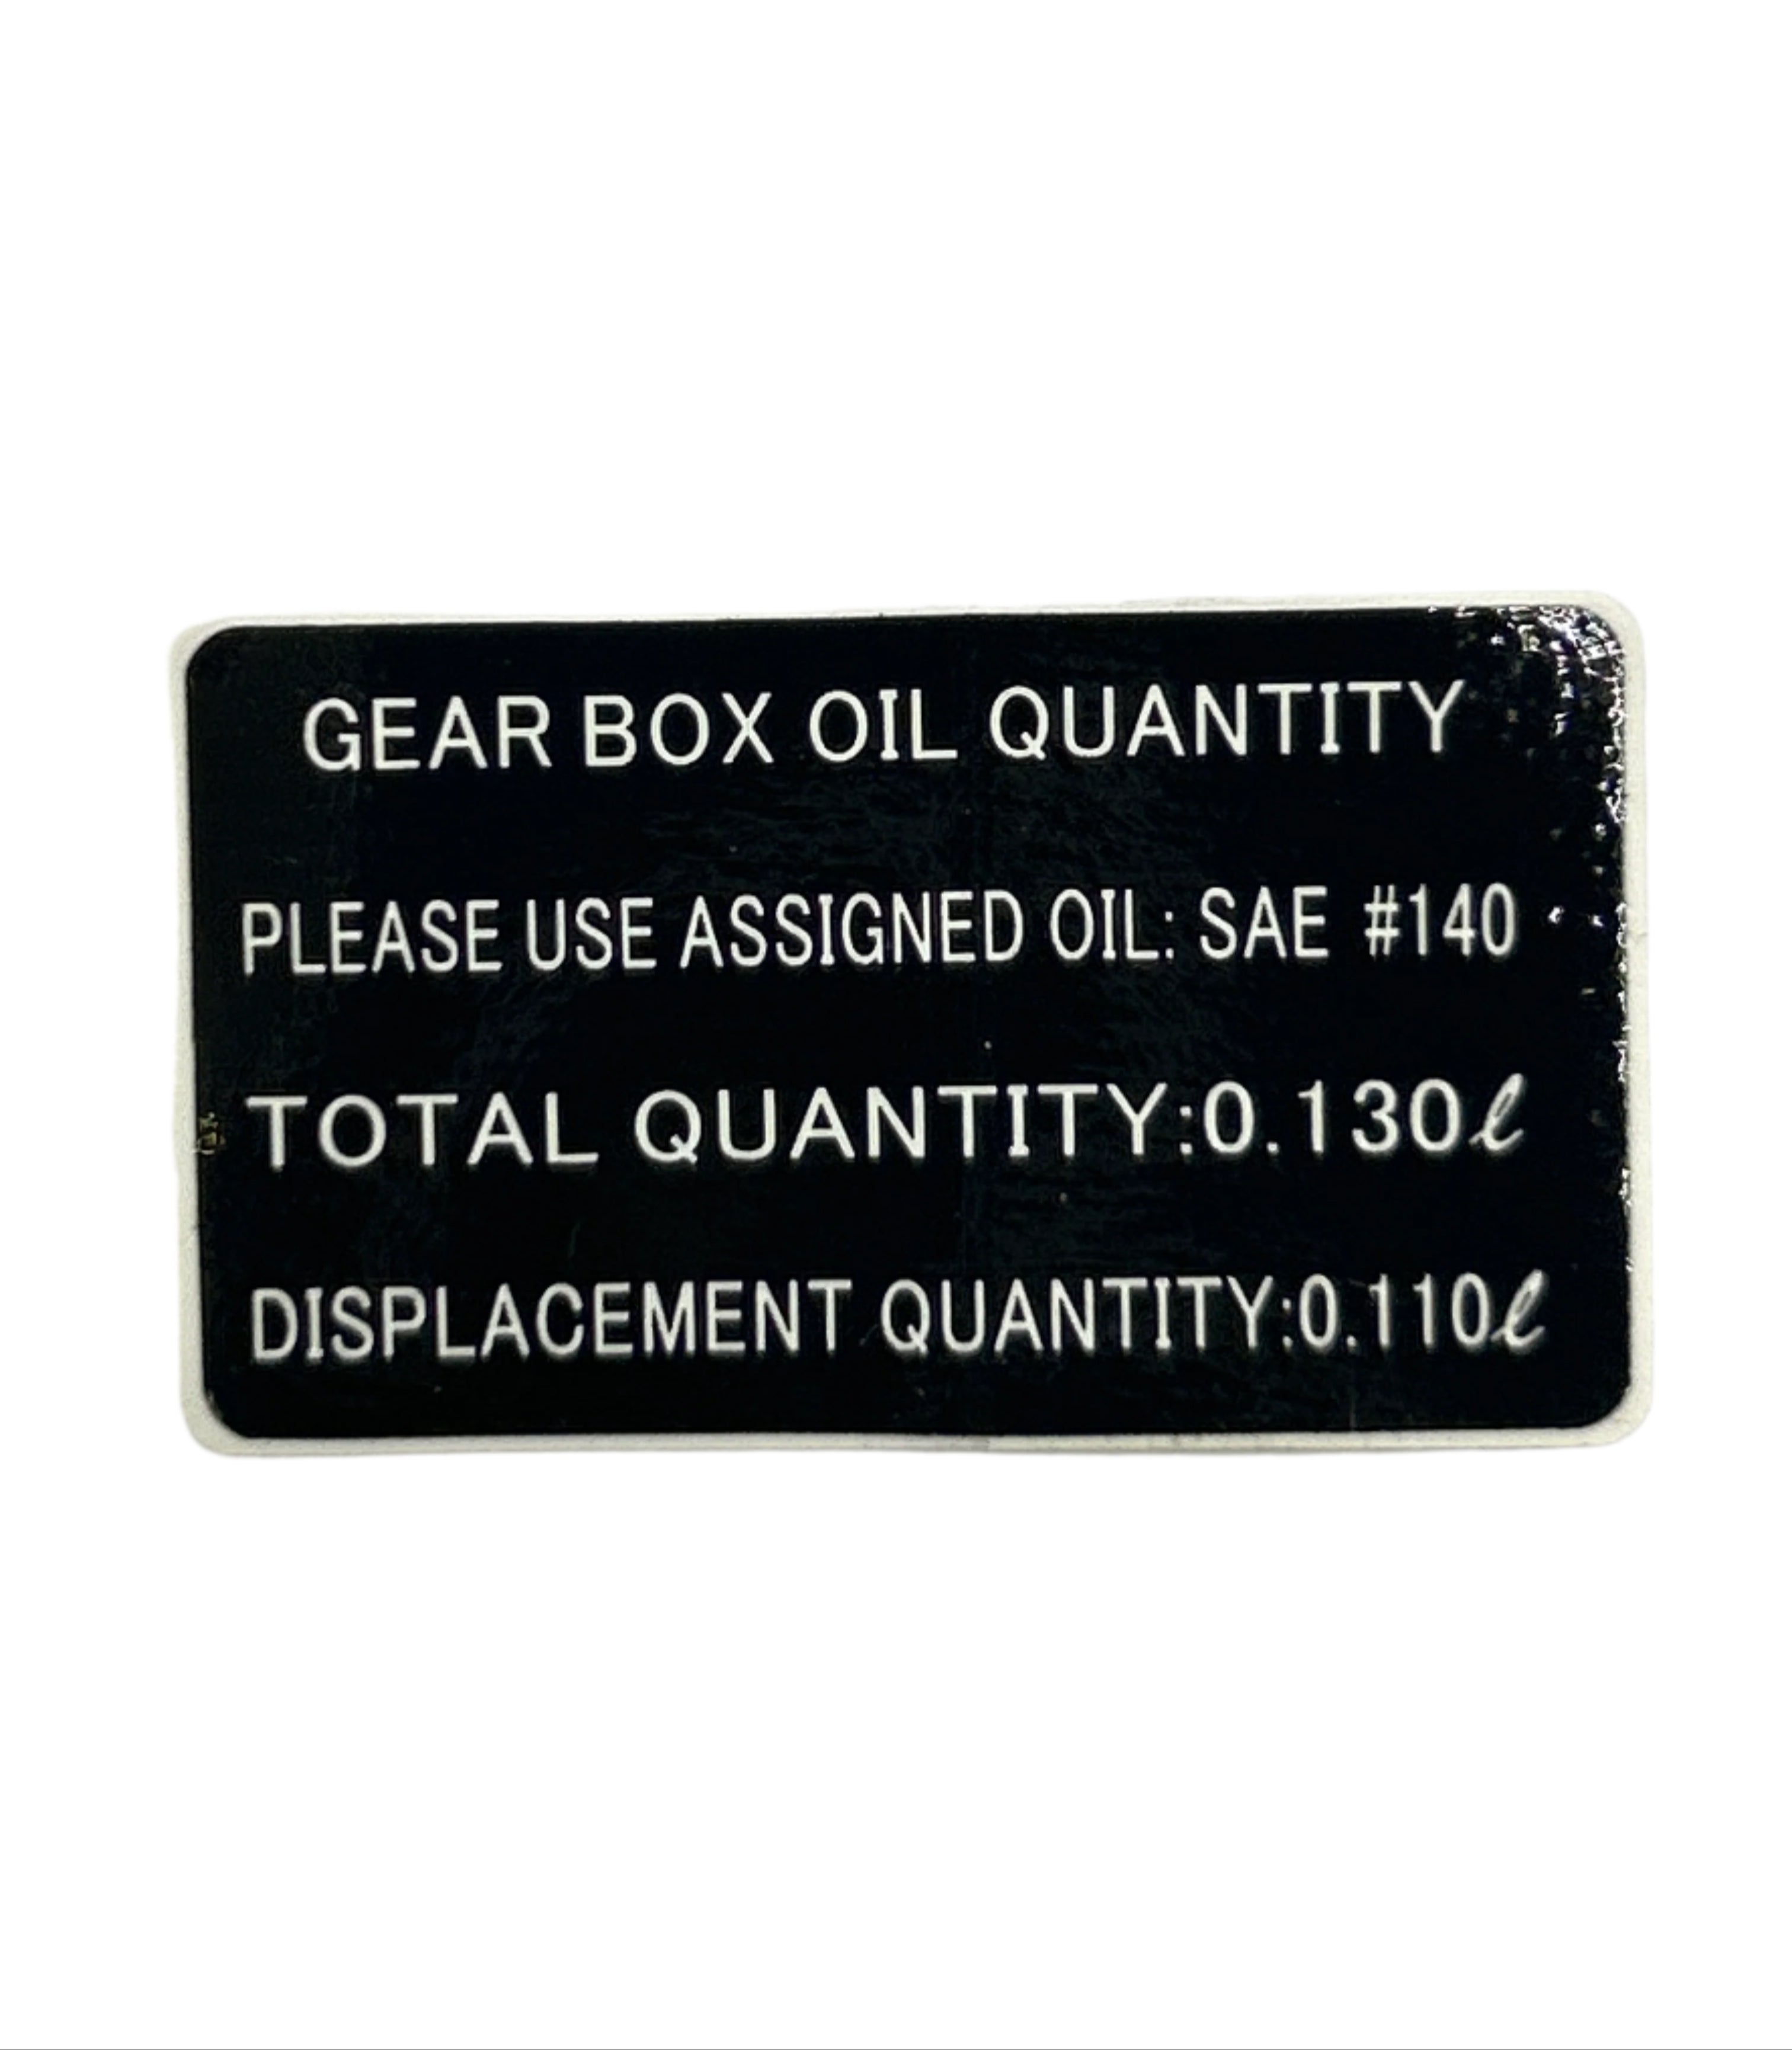 GEAR BOX OIL QUANTITY
PLEASE USE ASSIGNED OIL: SAE #140
TOTAL QUANTITY:0.130ℓ
DISPLACEMENT QUANTITY:0.110ℓ